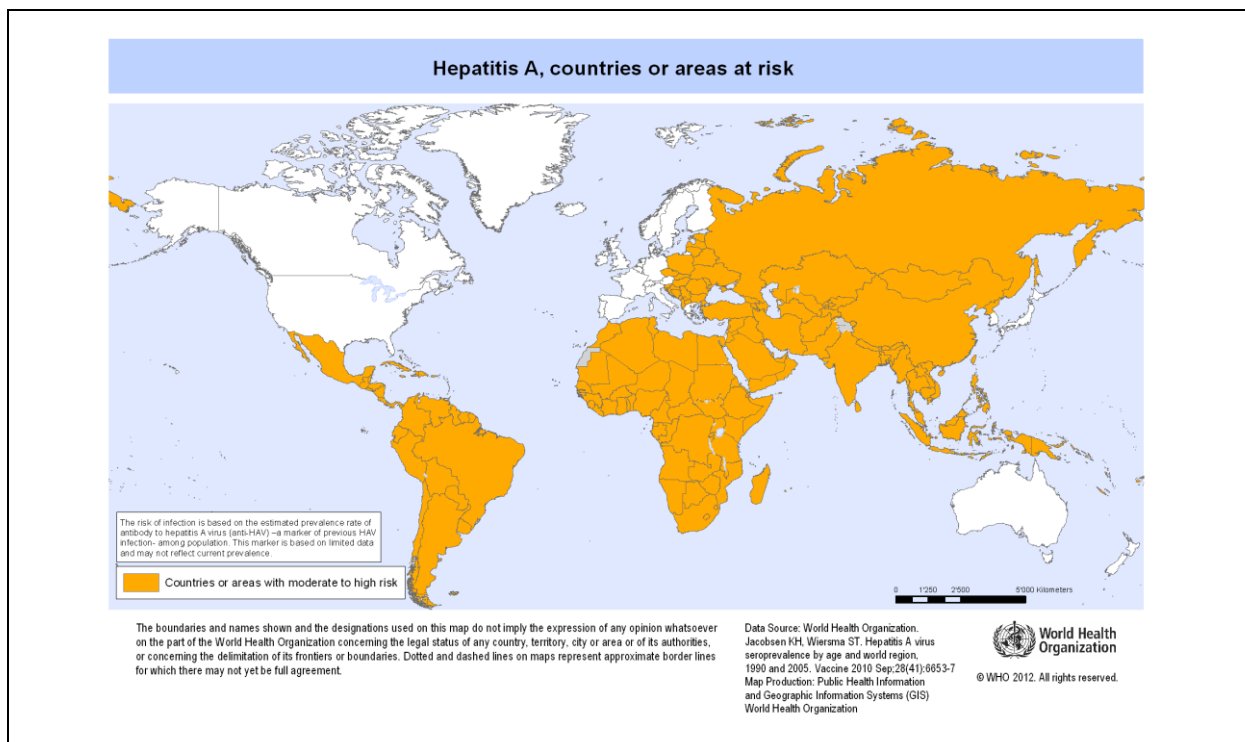 Hepatitis A, countries or areas at risk
The risk of infection is based on the estimated prevalence rate of
antibody to hepatitis A virus (anti-HAV) –a marker of previous HAV
infection- among population. This marker is based on limited data
and may not reflect current prevalence.
Countries or areas with moderate to high risk
0 1'250 2'500 5'000 Kilometers
The boundaries and names shown and the designations used on this map do not imply the expression of any opinion whatsoever
on the part of the World Health Organization concerning the legal status of any country, territory, city or area or of its authorities,
or concerning the delimitation of its frontiers or boundaries. Dotted and dashed lines on maps represent approximate border lines
for which there may not yet be full agreement.
Data Source: World Health Organization.
Jacobsen KH, Wiersma ST. Hepatitis A virus
seroprevalence by age and world region,
1990 and 2005. Vaccine 2010 Sep;28(41):6653-7
Map Production: Public Health Information
and Geographic Information Systems (GIS)
World Health Organization
World Health
Organization
© WHO 2012. All rights reserved.